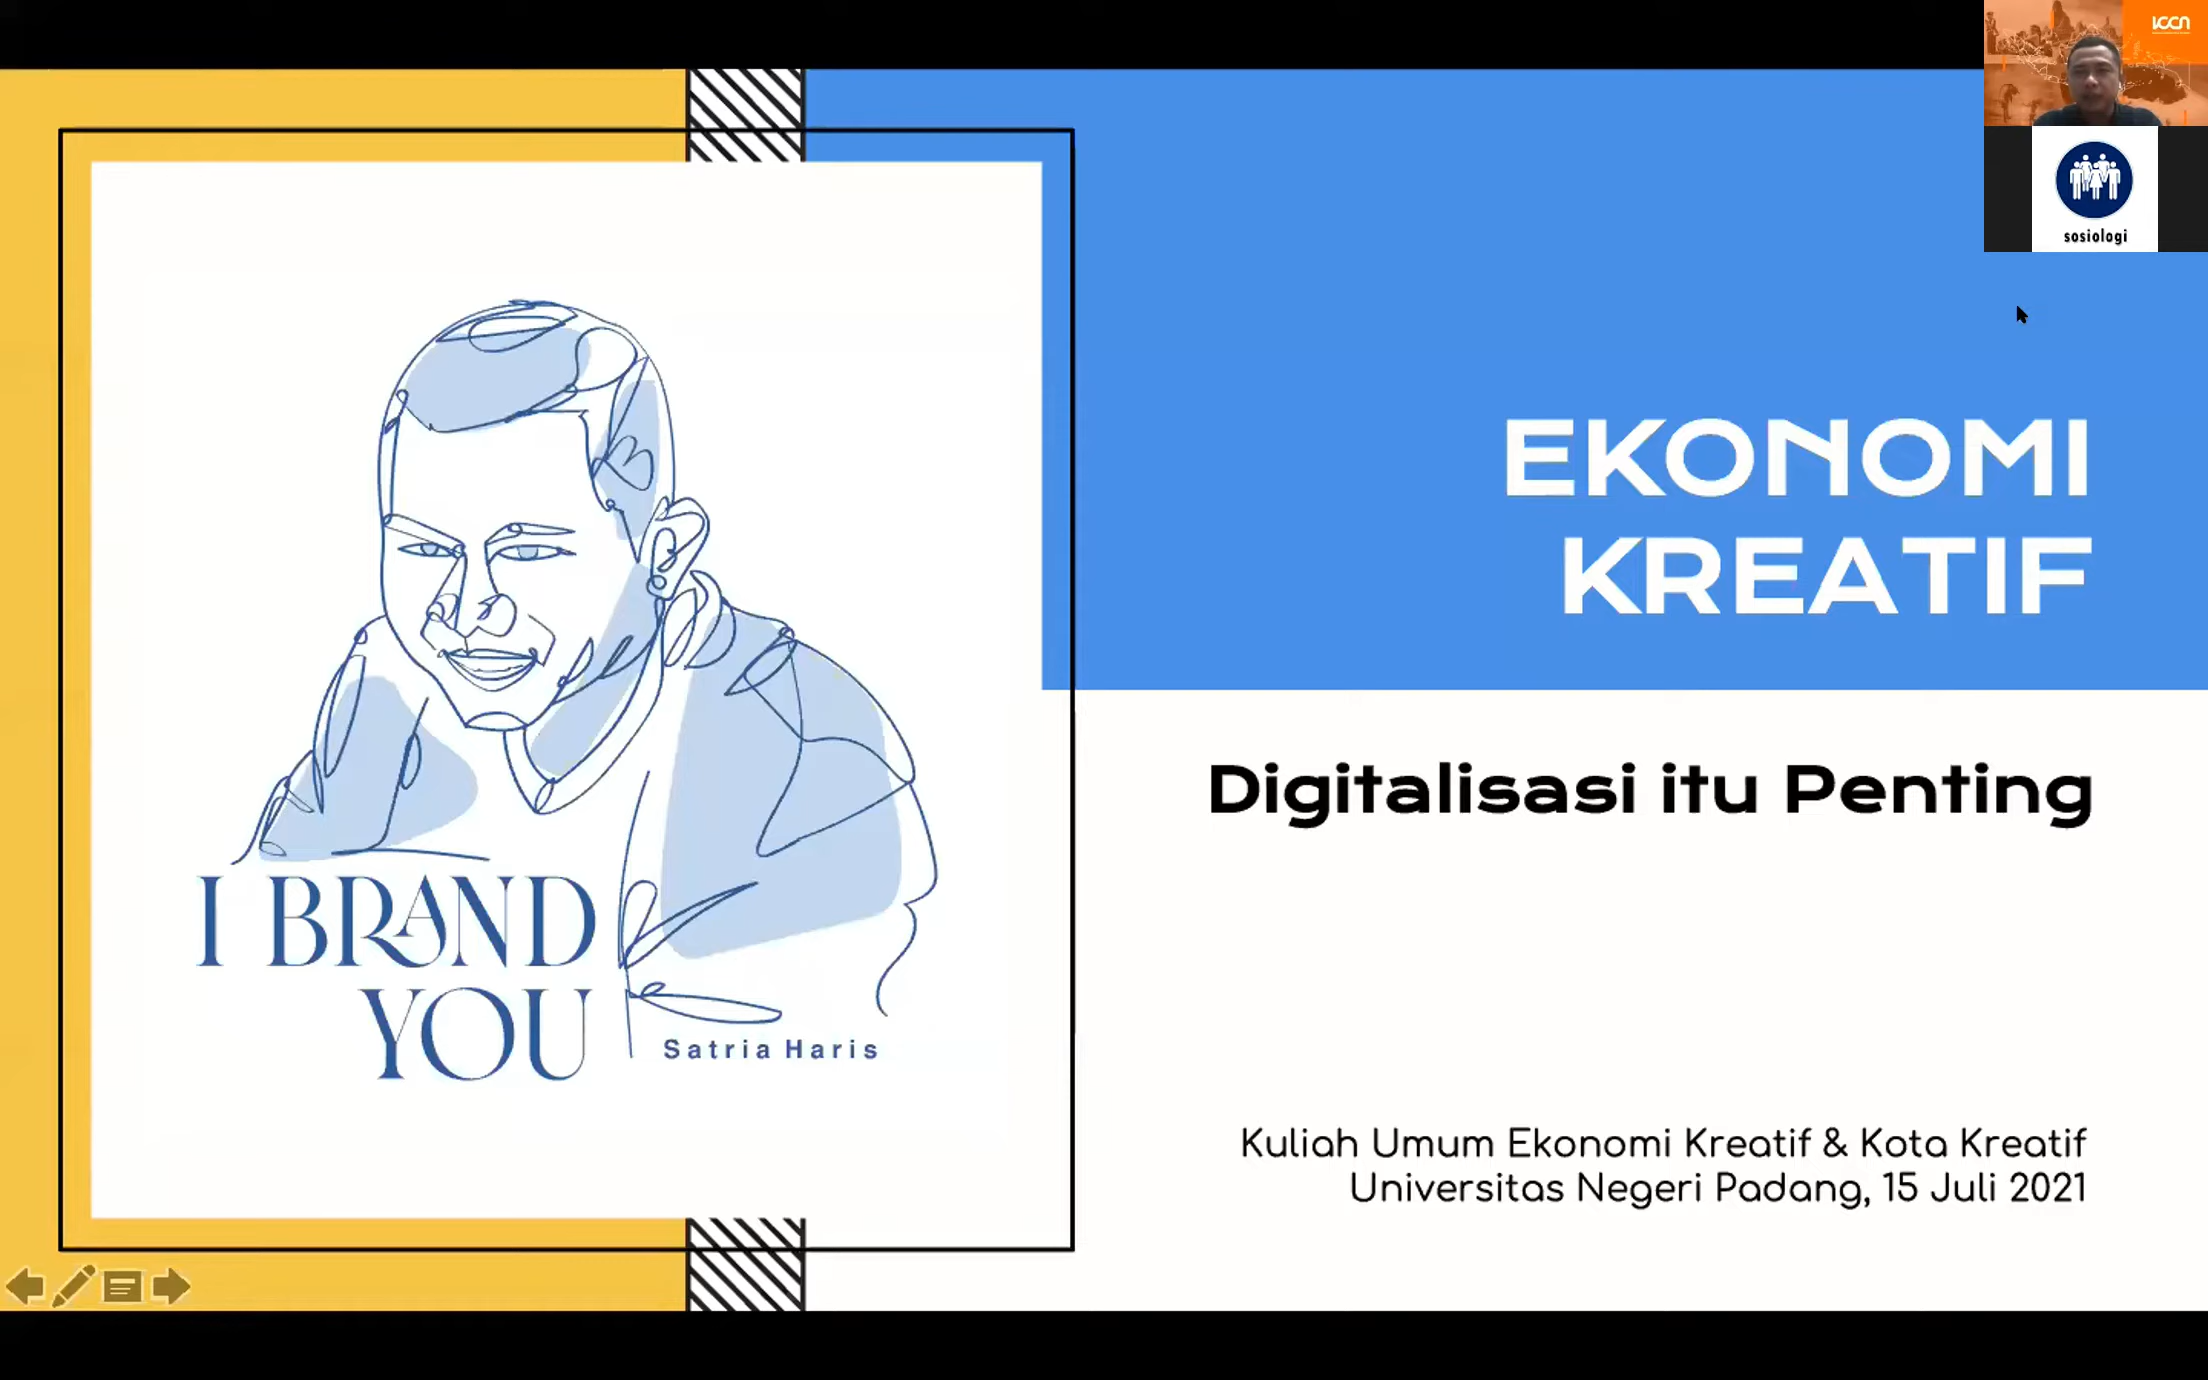 ICCN
sosiologi
EKONOMI
KREATIF
Digitalisasi itu Penting
I BRAND
YOU
Satria Haris
Kuliah Umum Ekonomi Kreatif & Kota Kreatif
Universitas Negeri Padang, 15 Juli 2021